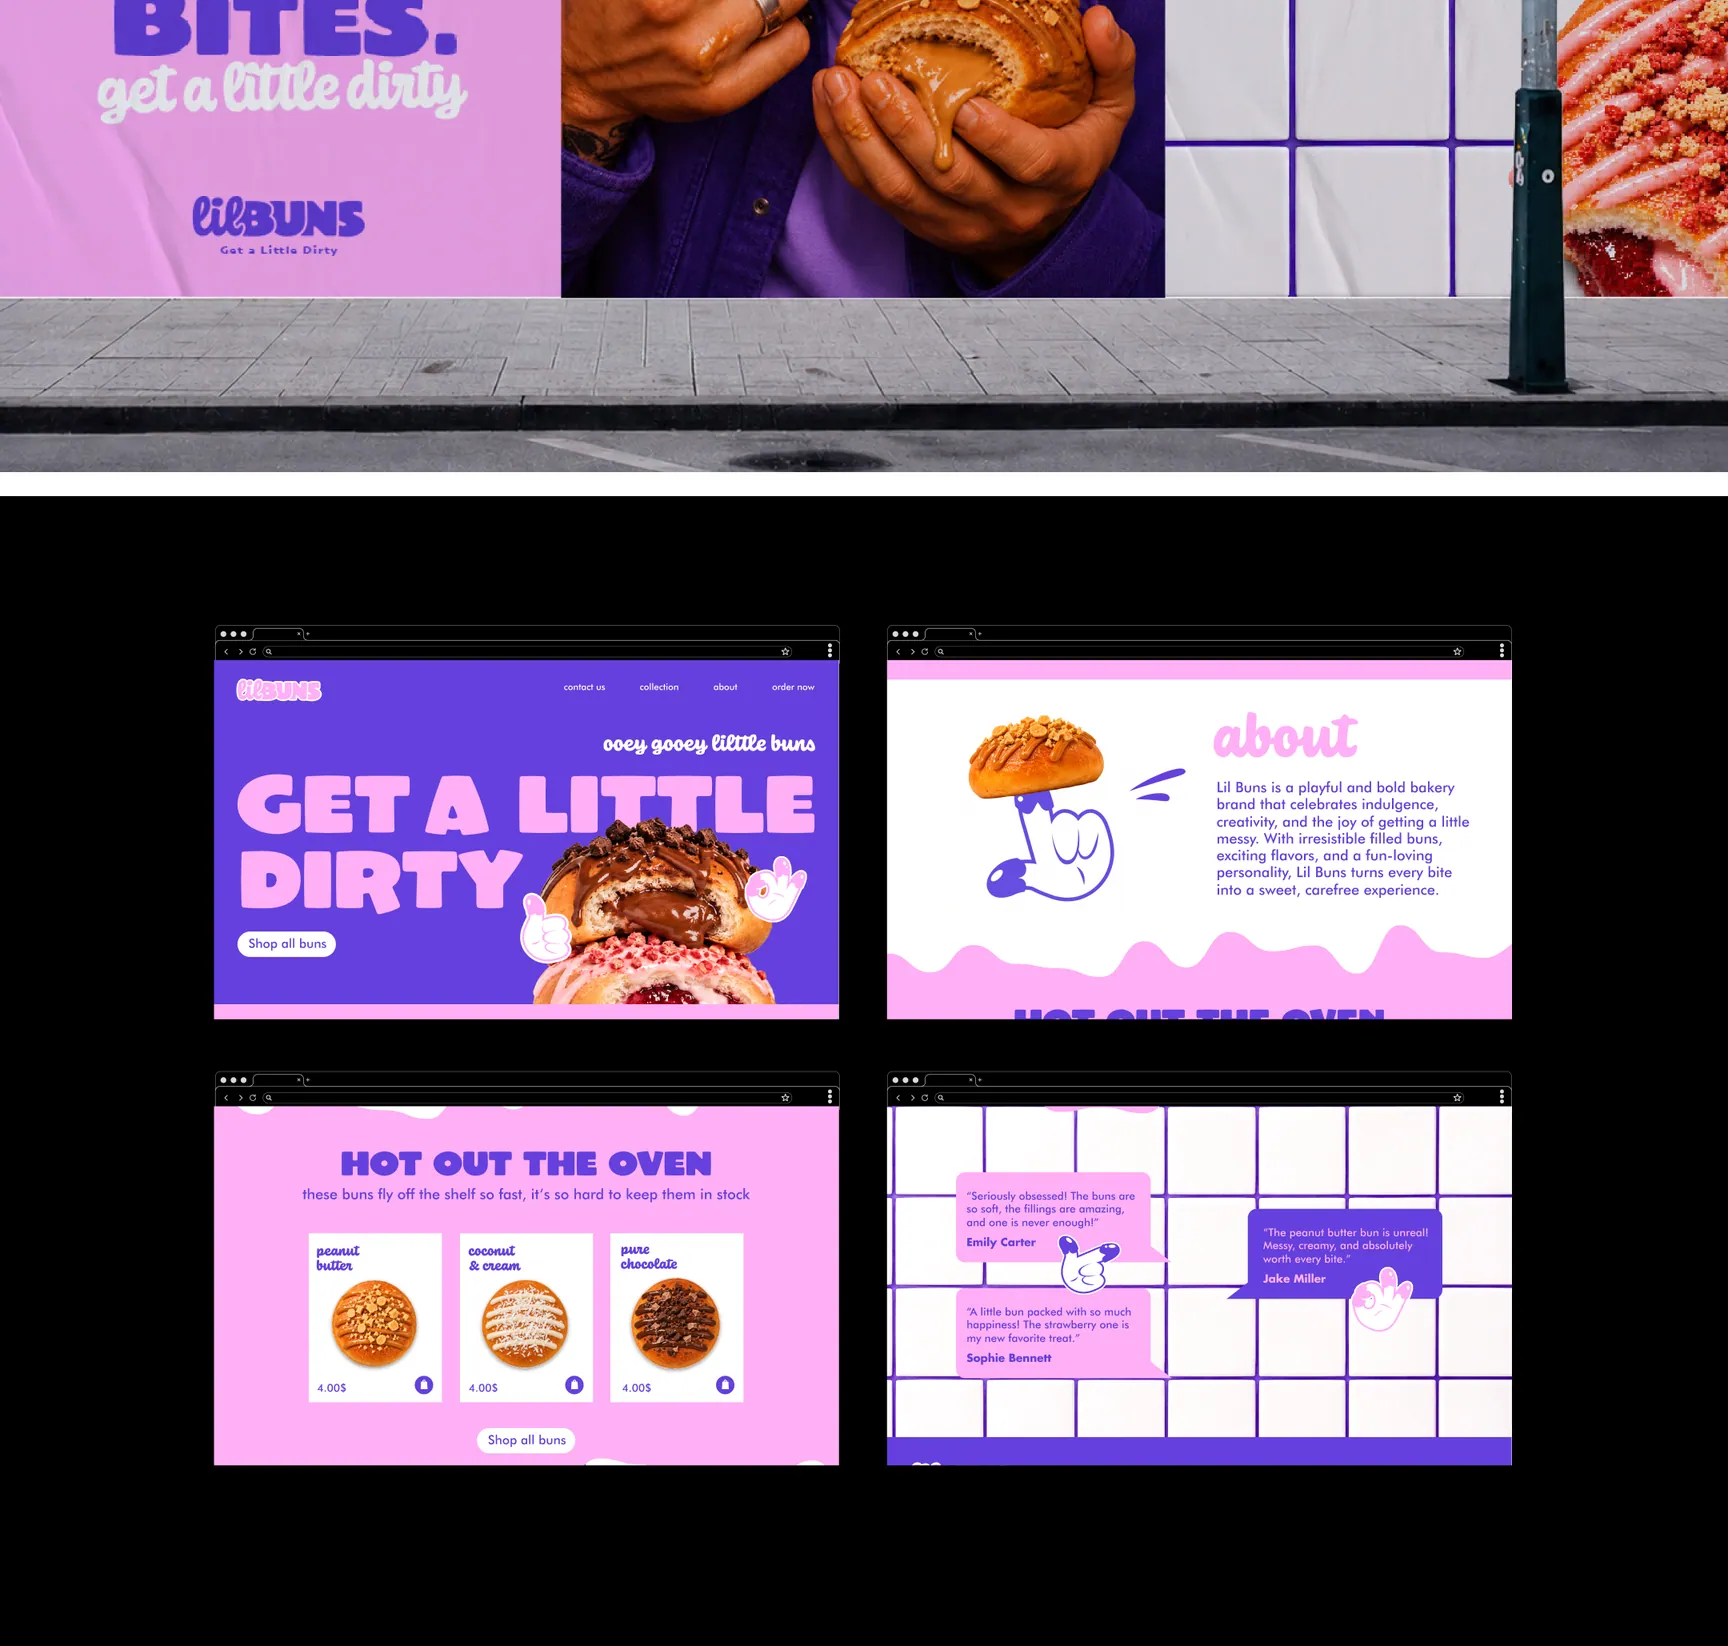 BITES.
get a little dirty
lilBUNS
Get a Little Dirty
lilBUNS
contact us
collection
about
order now
ooey gooey lilttle buns
GET A LITTLE
DIRTY
Shop all buns
about
Lil Buns is a playful and bold bakery
brand that celebrates indulgence,
creativity, and the joy of getting a little
messy. With irresistible filled buns,
exciting flavors, and a fun-loving
personality, Lil Buns turns every bite
into a sweet, carefree experience.
HOT OUT THE OVEN
HOT OUT THE OVEN
these buns fly off the shelf so fast, it's so hard to keep them in stock
peanut
butter
4.00$
coconut
& cream
4.00$
pure
chocolate
4.00$
Shop all buns
“Seriously obsessed! The buns are
so soft, the fillings are amazing,
and one is never enough!”
Emily Carter
“The peanut butter bun is unreal!
Messy, creamy, and absolutely
worth every bite.”
Jake Miller
“A little bun packed with so much
happiness! The strawberry one is
my new favorite treat.”
Sophie Bennett